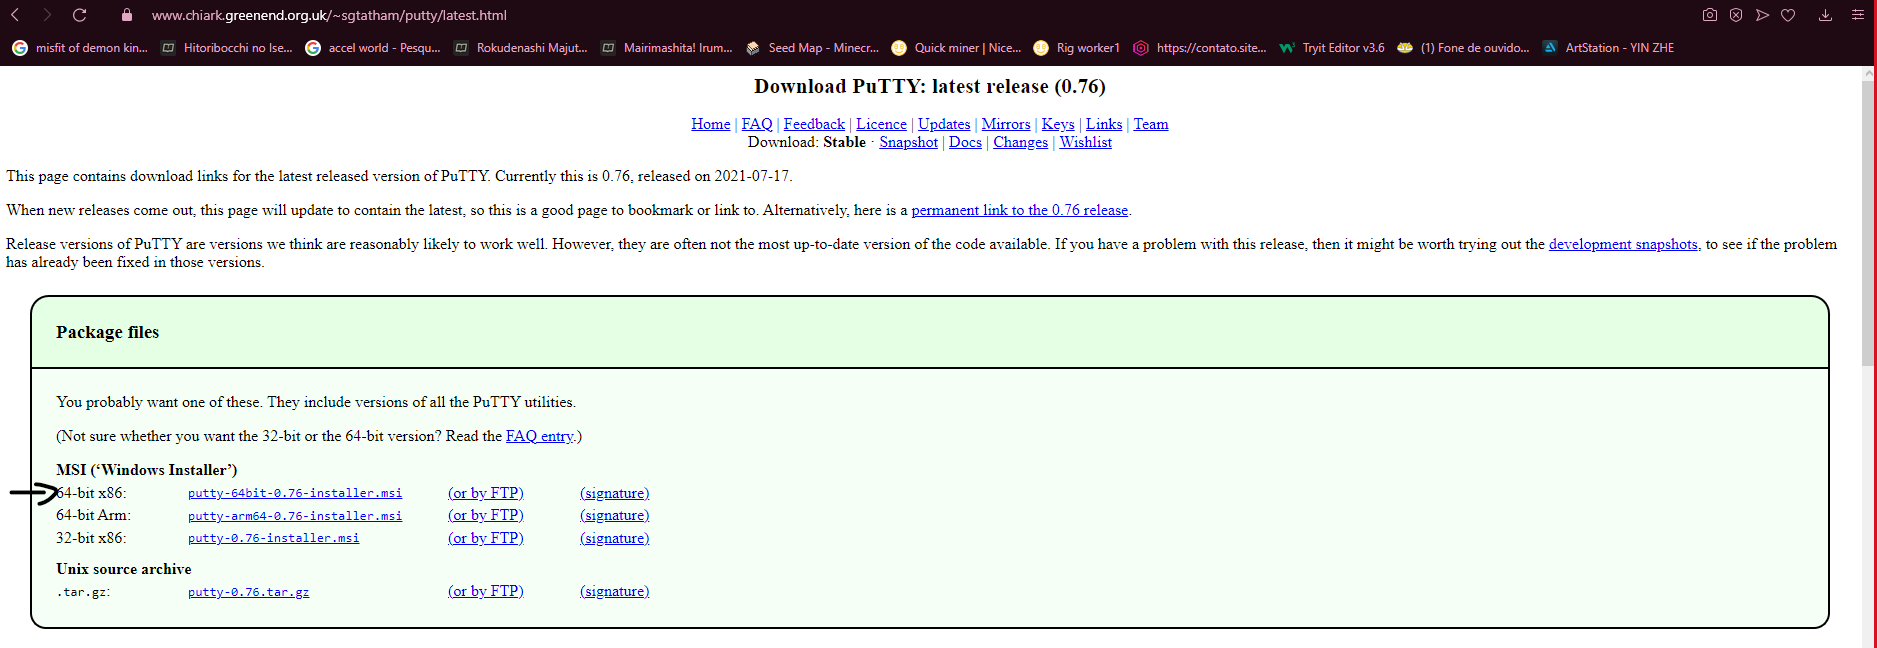 www.chiark.greenend.org.uk/~sgtatham/putty/latest.html
misfit of demon kin... Hitoribocchi no Ise... accel world - Pesqu... Rokudenashi Majut... Mairimashita! Irum... Seed Map - Minecr... Quick miner | Nice... Rig worker1 https://contato.site... Tryit Editor v3.6 (1) Fone de ouvido... ArtStation - YIN ZHE
Download PuTTY: latest release (0.76)
Home | FAQ | Feedback | Licence | Updates | Mirrors | Keys | Links | Team
Download: Stable · Snapshot | Docs | Changes | Wishlist
This page contains download links for the latest released version of PuTTY. Currently this is 0.76, released on 2021-07-17.
When new releases come out, this page will update to contain the latest, so this is a good page to bookmark or link to. Alternatively, here is a permanent link to the 0.76 release.
Release versions of PuTTY are versions we think are reasonably likely to work well. However, they are often not the most up-to-date version of the code available. If you have a problem with this release, then it might be worth trying out the development snapshots, to see if the problem
has already been fixed in those versions.
Package files
You probably want one of these. They include versions of all the PuTTY utilities.
(Not sure whether you want the 32-bit or the 64-bit version? Read the FAQ entry.)
MSI (‘Windows Installer’)
64-bit x86: putty-64bit-0.76-installer.msi (or by FTP) (signature)
64-bit Arm: putty-arm64-0.76-installer.msi (or by FTP) (signature)
32-bit x86: putty-0.76-installer.msi (or by FTP) (signature)
Unix source archive
.tar.gz: putty-0.76.tar.gz (or by FTP) (signature)